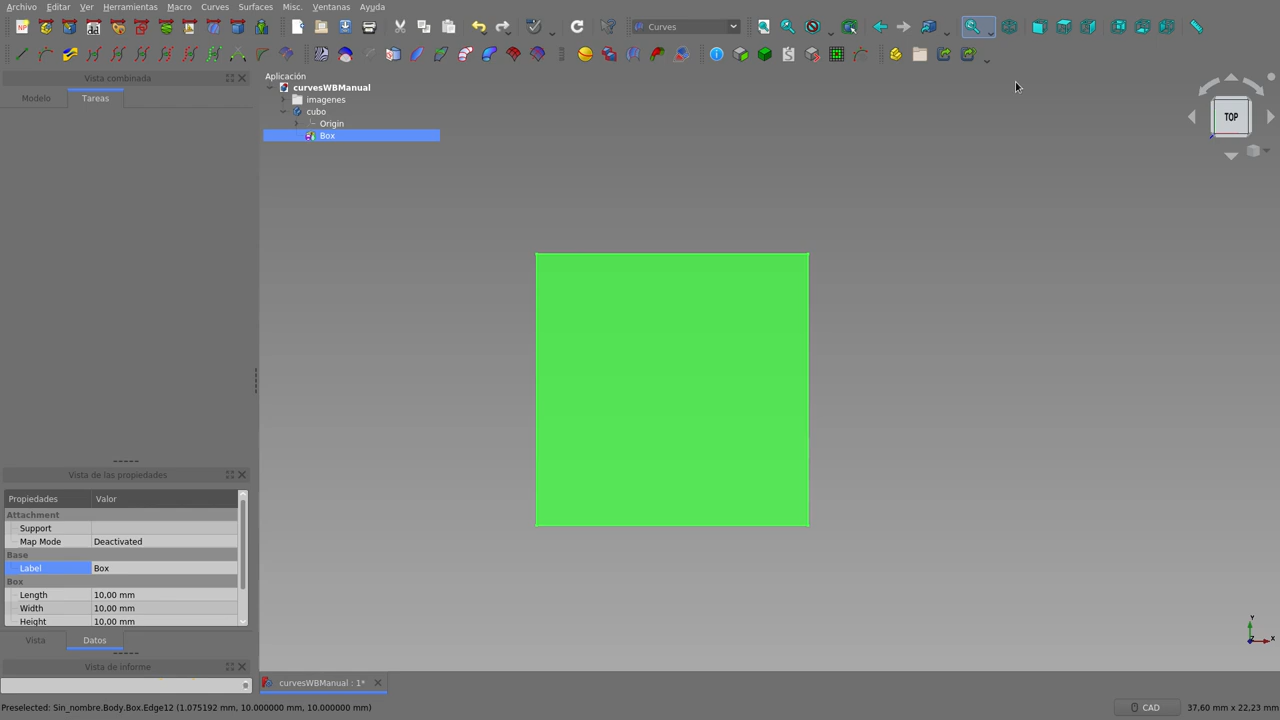 Archivo Editar Ver Herramientas Macro Curves Surfaces Misc. Ventanas Ayuda
Curves
Vista combinada
Modelo Tareas
Aplicación
curvesWBManual
imagenes
cubo
Origin
Box
TOP
Vista de las propiedades
Propiedades Valor
Attachment
Support
Map Mode Deactivated
Base
Label Box
Box
Length 10,00 mm
Width 10,00 mm
Height 10,00 mm
Vista Datos
Vista de informe
curvesWBManual : 1*
Y
X
Preselected: Sin_nombre.Body.Box.Edge12 (1.075192 mm, 10.000000 mm, 10.000000 mm)
CAD 37,60 mm x 22,23 mm